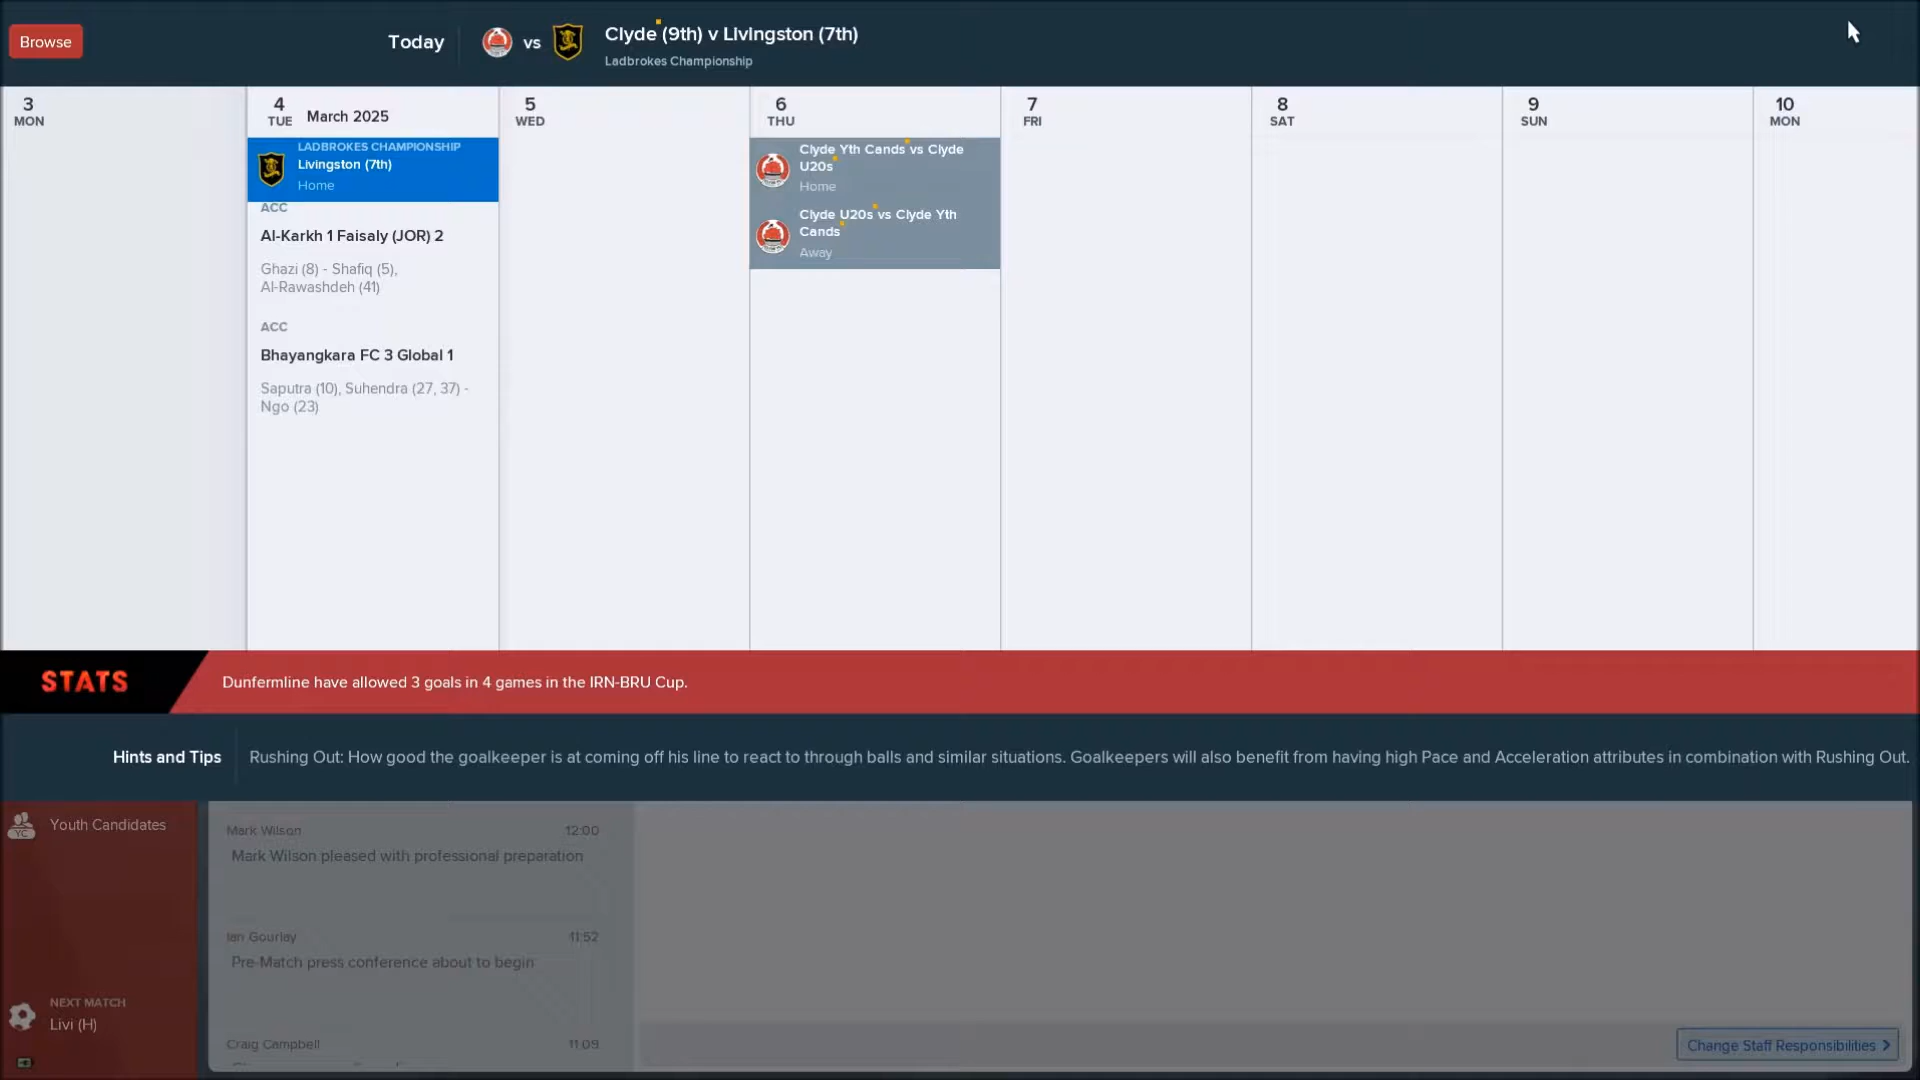 Browse
Today
vs
Clyde (9th) v Livingston (7th)
Ladbrokes Championship
3
MON
4
TUE
March 2025
5
WED
6
THU
7
FRI
8
SAT
9
SUN
10
MON
LADBROKES CHAMPIONSHIP
Livingston (7th)
Home
ACC
Al-Karkh 1 Faisaly (JOR) 2
Ghazi (8) - Shafiq (5),
Al-Rawashdeh (41)
ACC
Bhayangkara FC 3 Global 1
Saputra (10), Suhendra (27, 37) -
Ngo (23)
Clyde Yth Cands vs Clyde
U20s
Home
Clyde U20s vs Clyde Yth
Cands
Away
STATS
Dunfermline have allowed 3 goals in 4 games in the IRN-BRU Cup.
Hints and Tips
Rushing Out: How good the goalkeeper is at coming off his line to react to through balls and similar situations. Goalkeepers will also benefit from having high Pace and Acceleration attributes in combination with Rushing Out.
YC
Youth Candidates
NEXT MATCH
Livi (H)
Mark Wilson
12:00
Mark Wilson pleased with professional preparation
Ian Gourlay
11:52
Pre-Match press conference about to begin
Craig Campbell
11:09
Change Staff Responsibilities